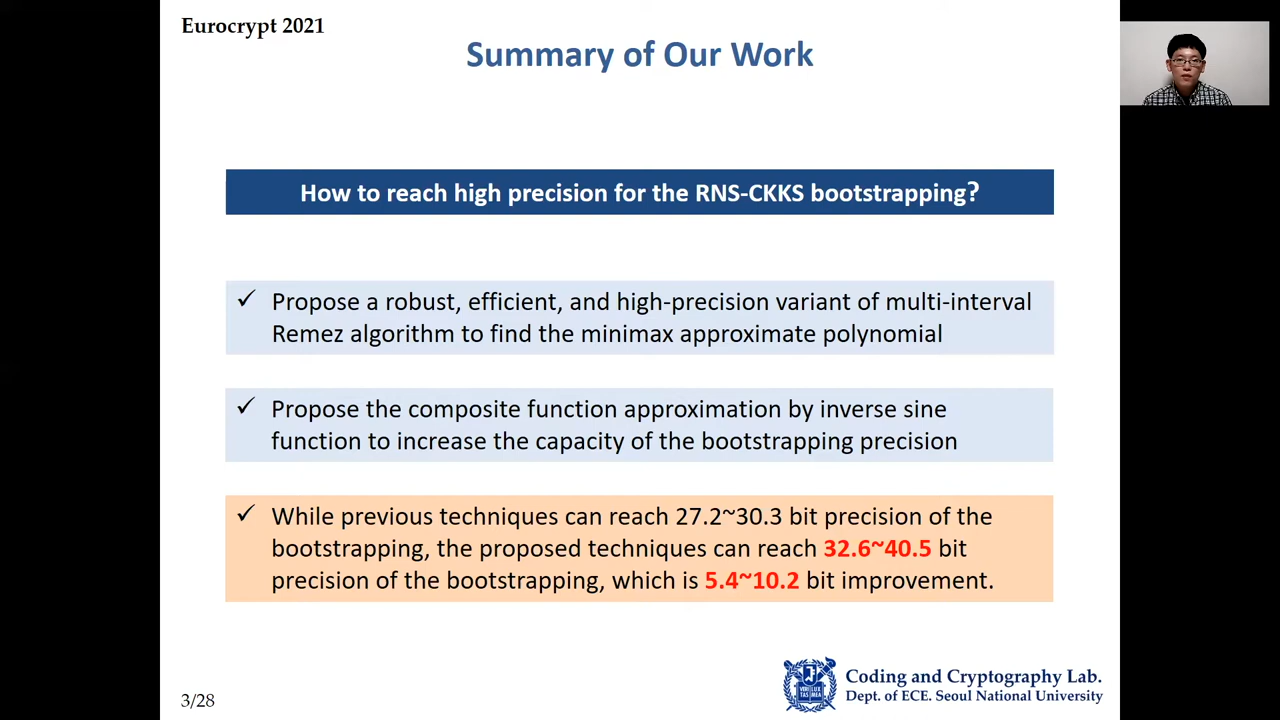 Eurocrypt 2021
Summary of Our Work
How to reach high precision for the RNS-CKKS bootstrapping?
✓ Propose a robust, efficient, and high-precision variant of multi-interval
Remez algorithm to find the minimax approximate polynomial
✓ Propose the composite function approximation by inverse sine
function to increase the capacity of the bootstrapping precision
✓ While previous techniques can reach 27.2~30.3 bit precision of the
bootstrapping, the proposed techniques can reach 32.6~40.5 bit
precision of the bootstrapping, which is 5.4~10.2 bit improvement.
3/28
VERI LUX
TAS MEA
Coding and Cryptography Lab.
Dept. of ECE. Seoul National University